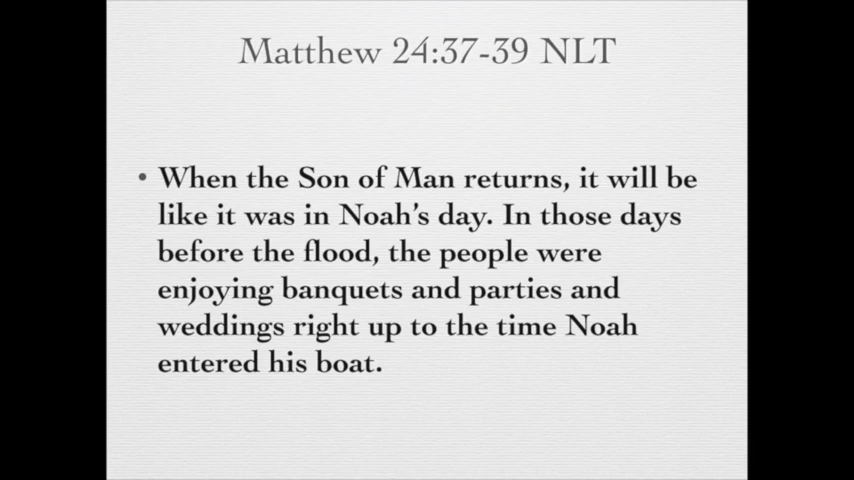 Matthew 24:37-39 NLT
• When the Son of Man returns, it will be
like it was in Noah's day. In those days
before the flood, the people were
enjoying banquets and parties and
weddings right up to the time Noah
entered his boat.